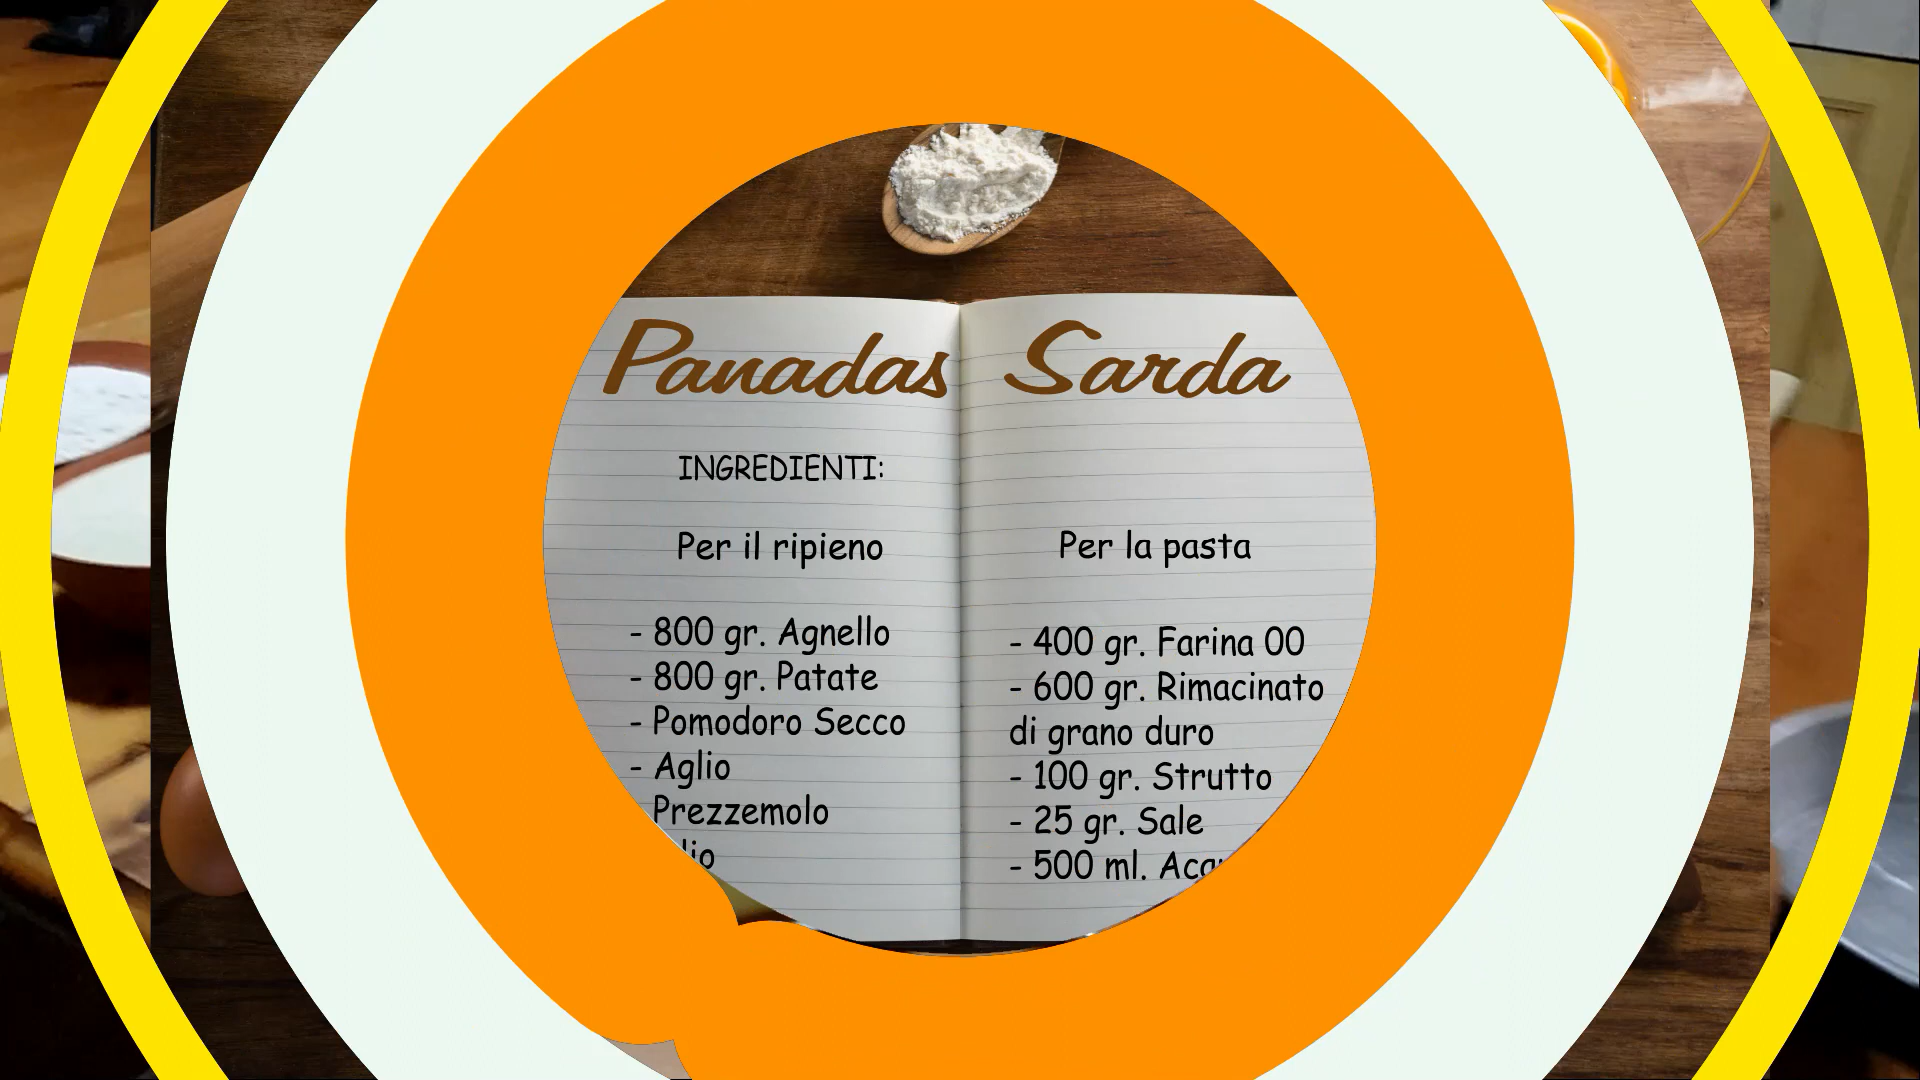 Panadas Sarda
INGREDIENTI:
Per il ripieno
- 800 gr. Agnello
- 800 gr. Patate
- Pomodoro Secco
- Aglio
Prezzemolo
Per la pasta
- 400 gr. Farina 00
- 600 gr. Rimacinato
di grano duro
- 100 gr. Strutto
- 25 gr. Sale
- 500 ml.